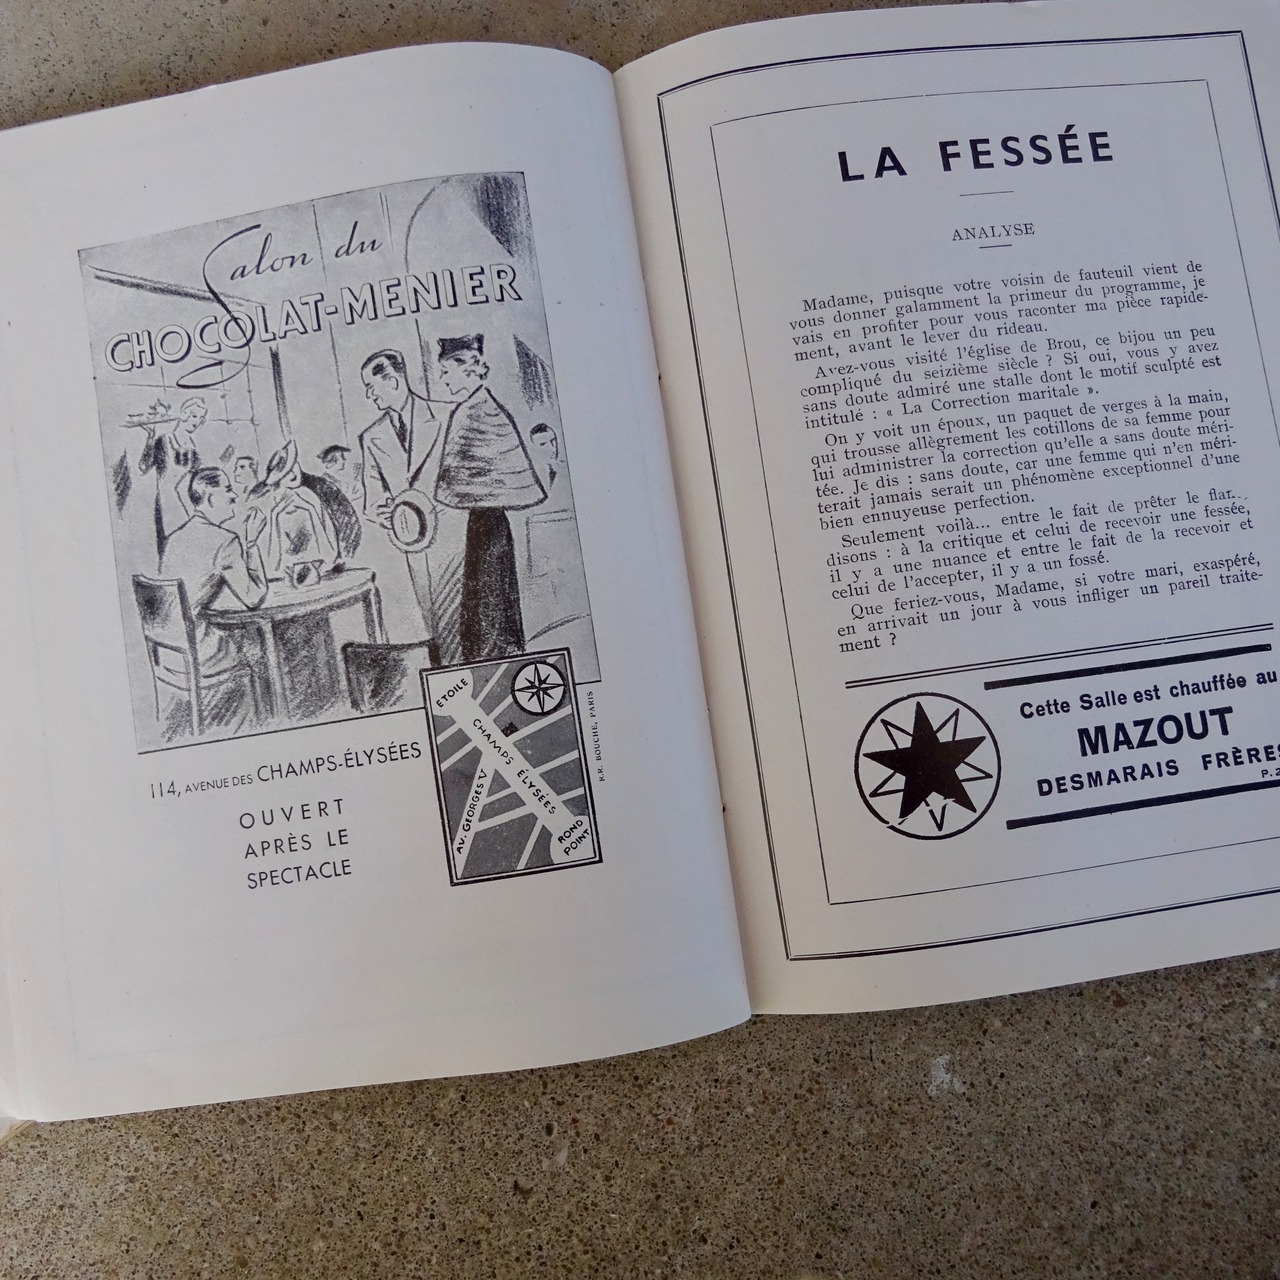 Salon du
CHOCOLAT-MENIER
114, AVENUE DES CHAMPS-ÉLYSÉES
OUVERT
APRÈS LE
SPECTACLE
ÉTOILE
CHAMPS ÉLYSÉES
AV. GEORGES V
ROND
POINT
R.R. BOUCHE, PARIS
LA FESSÉE
ANALYSE
Madame, puisque votre voisin de fauteuil vient de
vous donner galamment la primeur du programme, je
vais en profiter pour vous raconter ma pièce rapide-
ment, avant le lever du rideau.
Avez-vous visité l'église de Brou, ce bijou un peu
compliqué du seizième siècle ? Si oui, vous y avez
sans doute admiré une stalle dont le motif sculpté est
intitulé : « La Correction maritale ».
On y voit un époux, un paquet de verges à la main,
qui trousse allègrement les cotillons de sa femme pour
lui administrer la correction qu'elle a sans doute méri-
tée. Je dis : sans doute, car une femme qui n'en méri-
terait jamais serait un phénomène exceptionnel d'une
bien ennuyeuse perfection.
Seulement voilà... entre le fait de prêter le flan...
disons : à la critique et celui de recevoir une fessée,
il y a une nuance et entre le fait de la recevoir et
celui de l'accepter, il y a un fossé.
Que feriez-vous, Madame, si votre mari, exaspéré,
en arrivait un jour à vous infliger un pareil traite-
ment ?
Cette Salle est chauffée au
MAZOUT
DESMARAIS FRÈRES
P.2